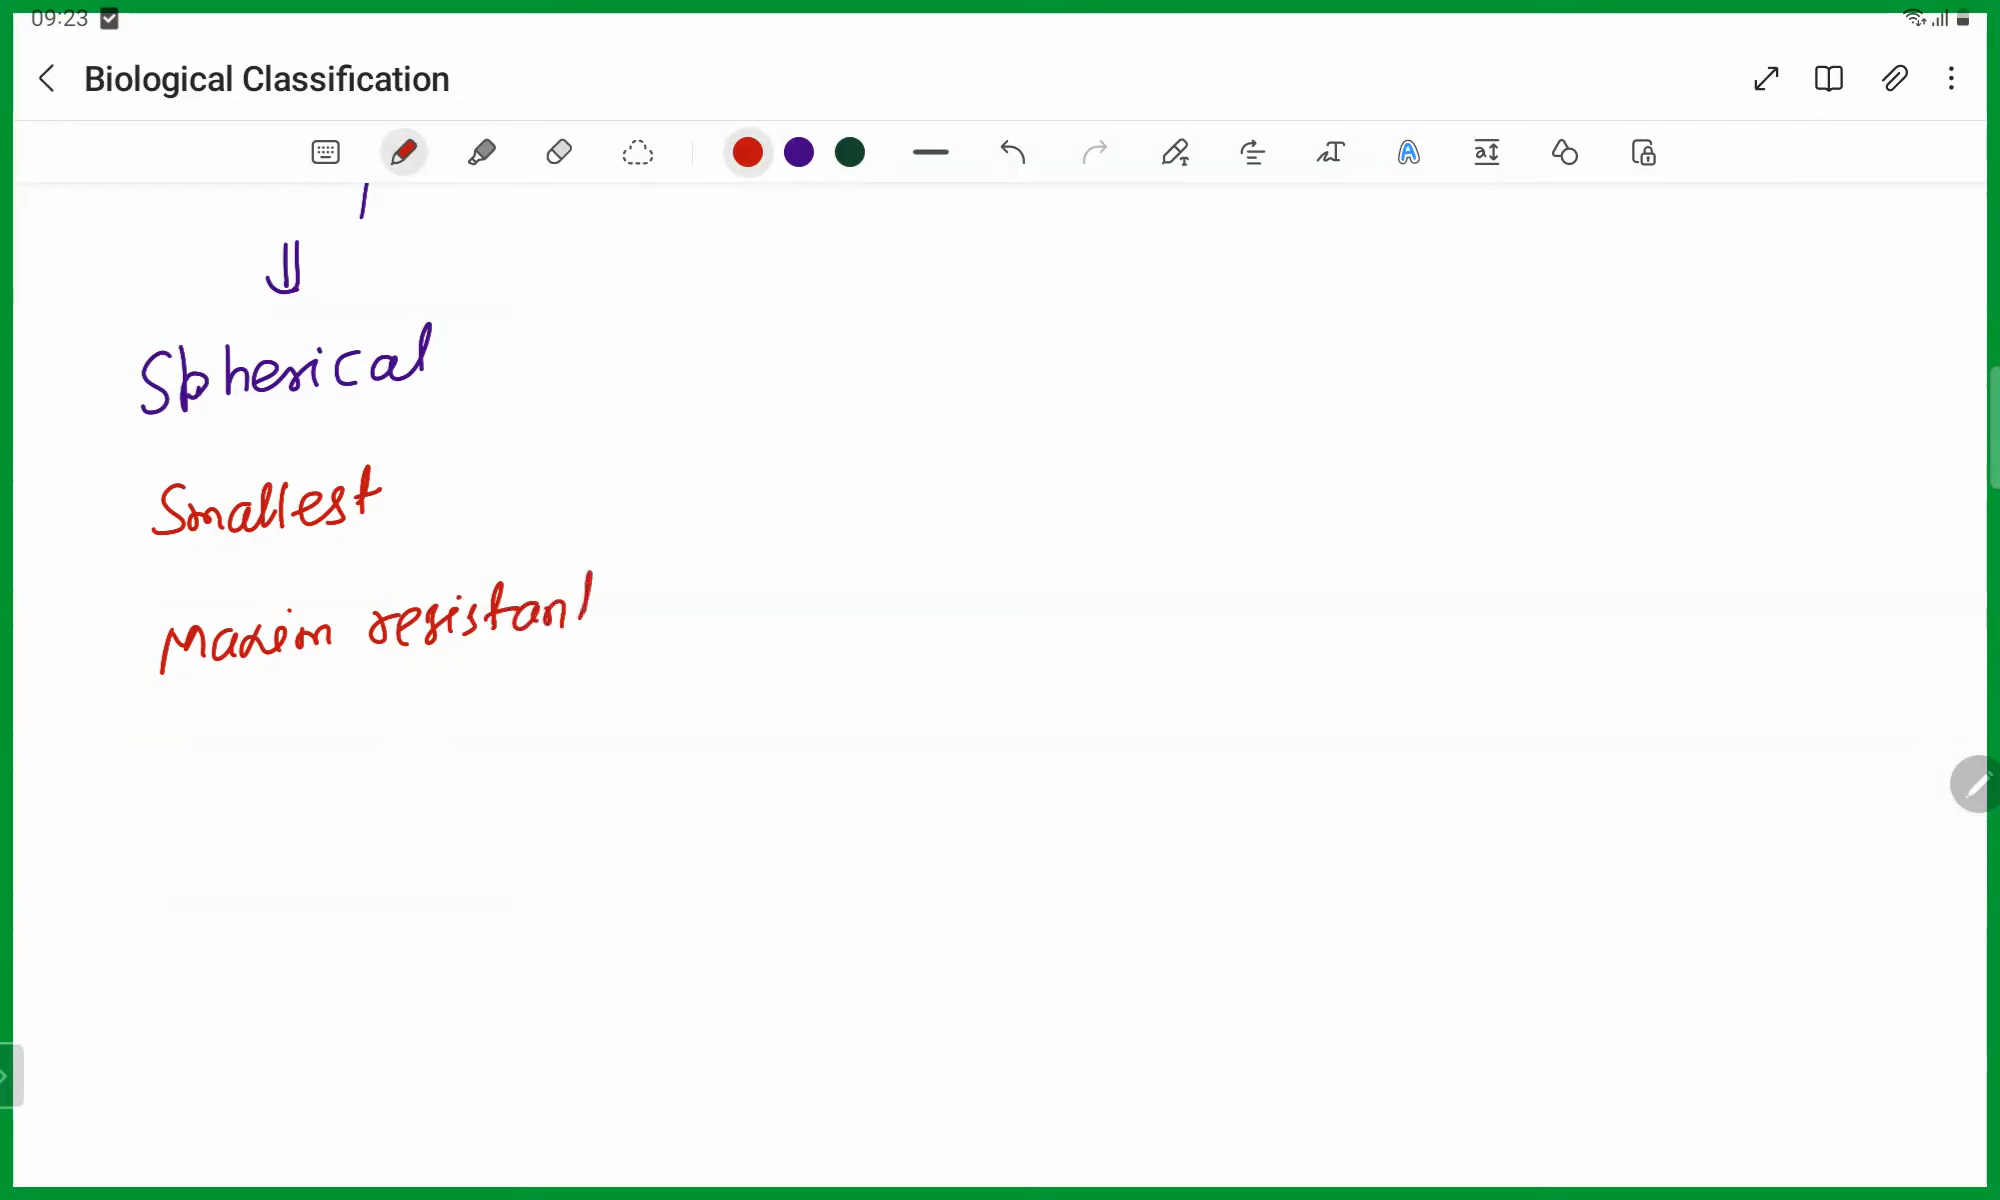 09:23
Biological Classification
Spherical
Smallest
Maxim resistant